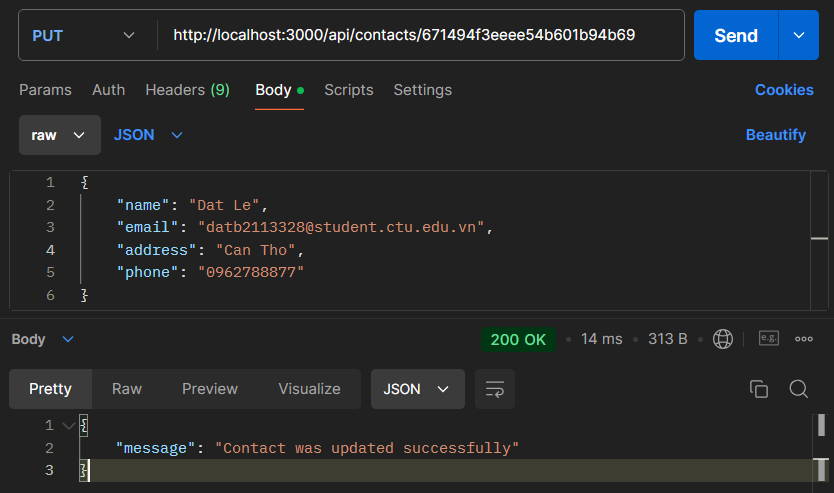 PUT http://localhost:3000/api/contacts/671494f3eeee54b601b94b69 Send
Params Auth Headers (9) Body Scripts Settings Cookies
raw JSON Beautify
1 {
2 "name": "Dat Le",
3 "email": "datb2113328@student.ctu.edu.vn",
4 "address": "Can Tho",
5 "phone": "0962788877"
6 }
Body 200 OK 14 ms 313 B e.g.
Pretty Raw Preview Visualize JSON
1 {
2 "message": "Contact was updated successfully"
3 }